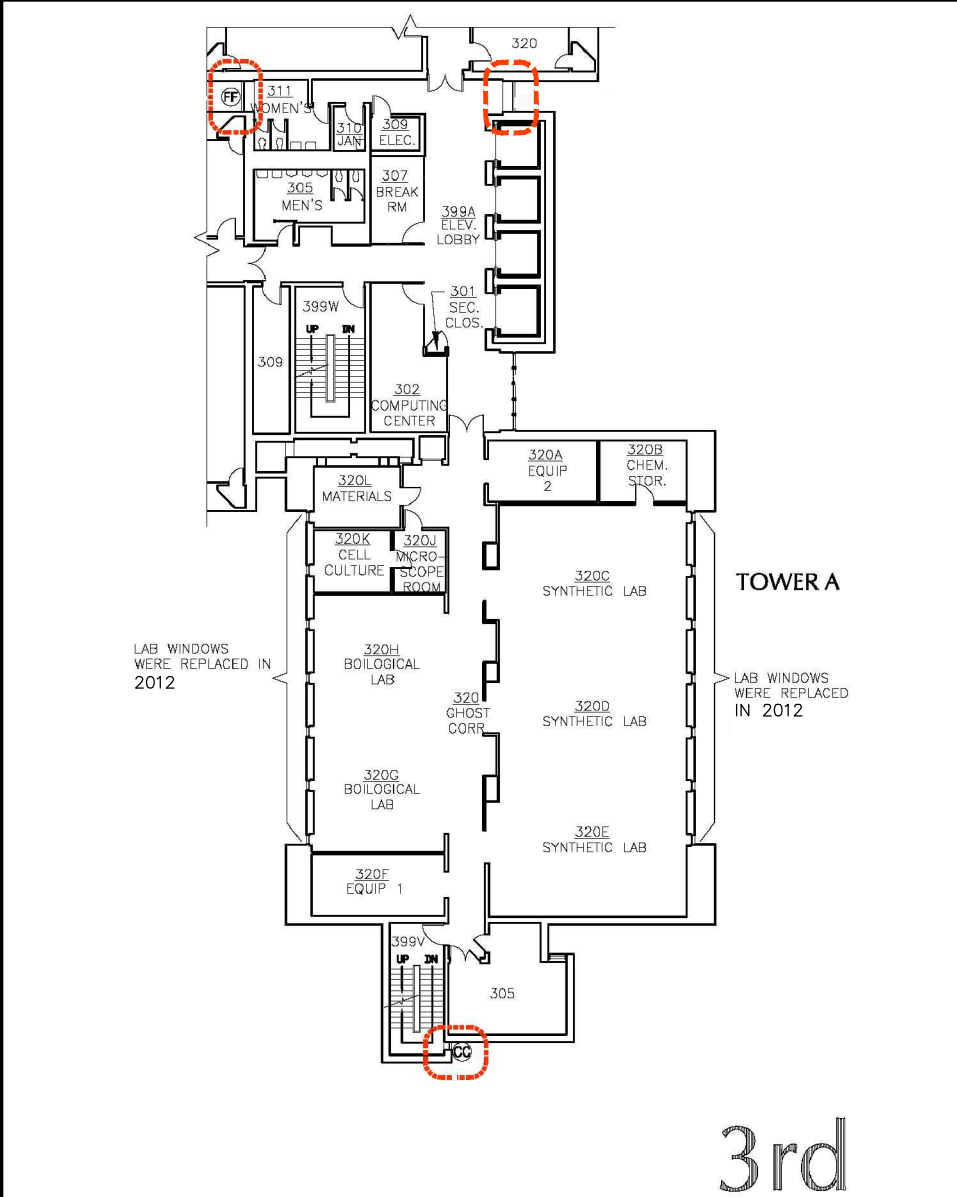 320
FF
311
WOMEN'S
310
JAN
309
ELEC.
307
BREAK
RM
305
MEN'S
399A
ELEV.
LOBBY
301
SEC.
CLOS.
399W
UP DN
309
302
COMPUTING
CENTER
320A
EQUIP
2
320B
CHEM.
STOR.
320L
MATERIALS
320K
CELL
CULTURE
320J
MICRO-
SCOPE
ROOM
320C
SYNTHETIC LAB
TOWER A
LAB WINDOWS
WERE REPLACED IN
2012
320H
BOILOGICAL
LAB
320
GHOST
CORR
320D
SYNTHETIC LAB
LAB WINDOWS
WERE REPLACED
IN 2012
320G
BOILOGICAL
LAB
320E
SYNTHETIC LAB
320F
EQUIP 1
399V
UP DN
305
CC
3rd